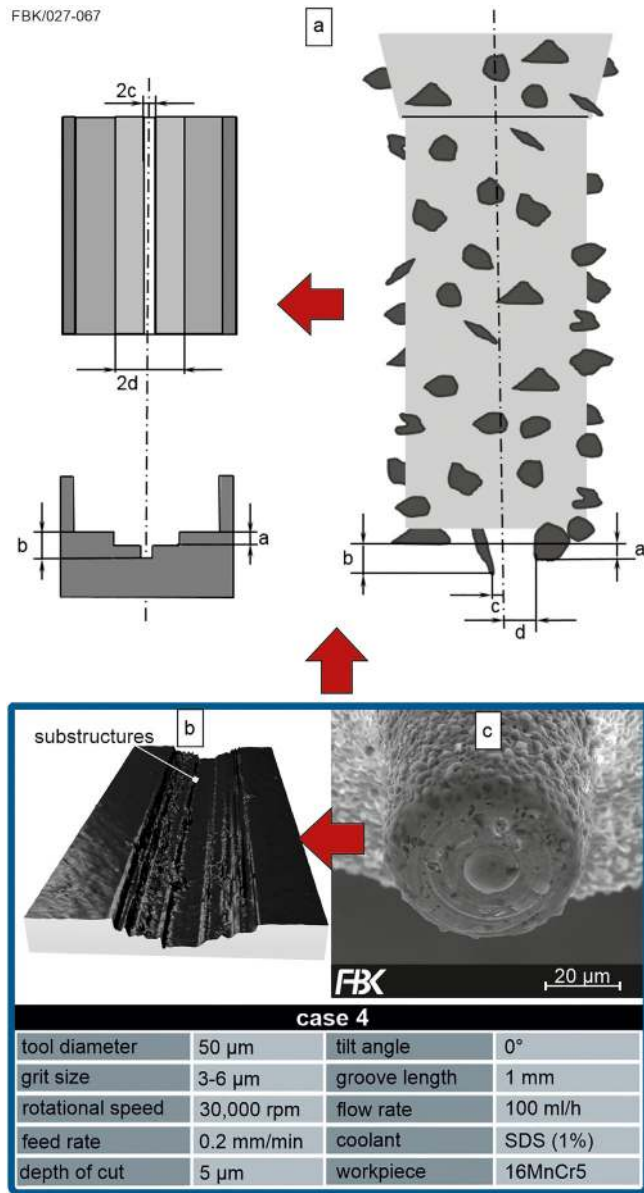 FBK/027-067
a
2c
2d
b
a
b
c
d
a
b
c
substructures
FBK
20 µm
case 4
tool diameter 50 µm tilt angle 0°
grit size 3-6 µm groove length 1 mm
rotational speed 30,000 rpm flow rate 100 ml/h
feed rate 0.2 mm/min coolant SDS (1%)
depth of cut 5 µm workpiece 16MnCr5